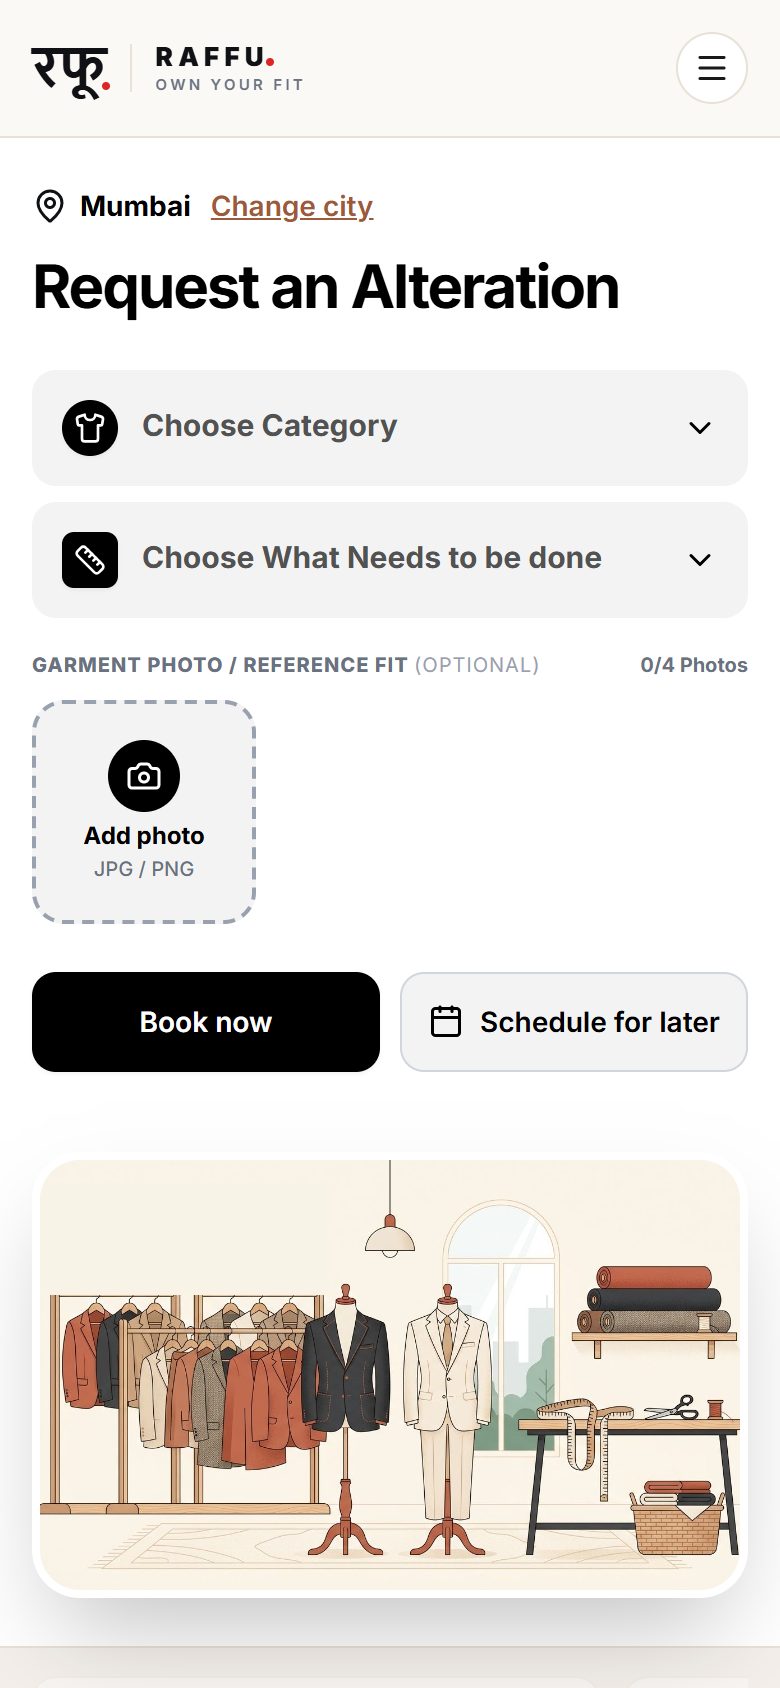 रफू.
RAFFU.
OWN YOUR FIT
Mumbai Change city
Request an Alteration
Choose Category
Choose What Needs to be done
GARMENT PHOTO / REFERENCE FIT (OPTIONAL) 0/4 Photos
Add photo
JPG / PNG
Book now Schedule for later